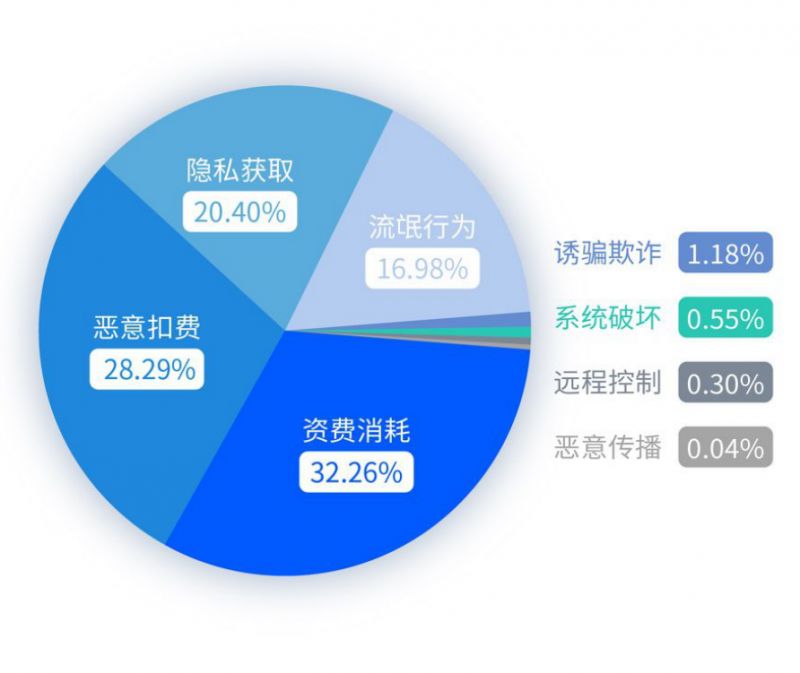 隐私获取
20.40%
流氓行为
16.98%
恶意扣费
28.29%
资费消耗
32.26%
诱骗欺诈 1.18%
系统破坏 0.55%
远程控制 0.30%
恶意传播 0.04%